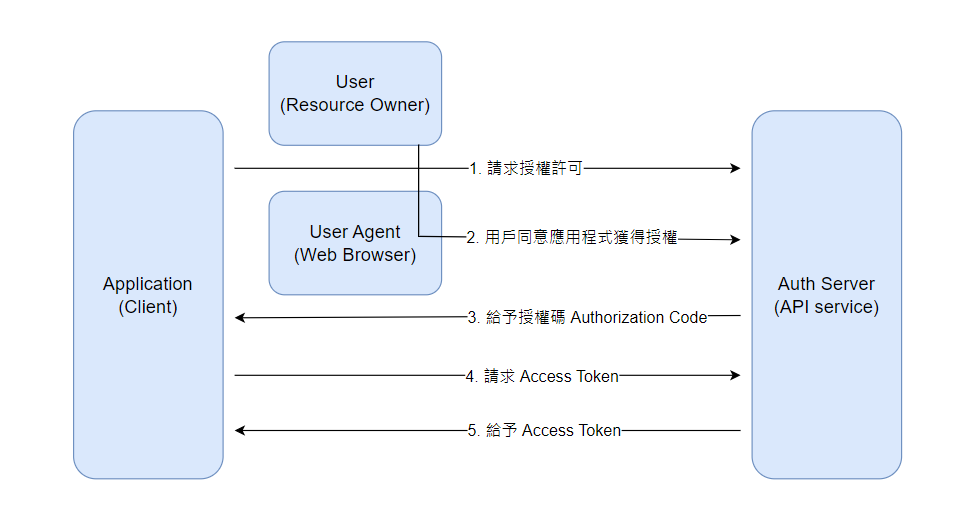 User
(Resource Owner)
1. 請求授權許可
User Agent
(Web Browser)
2. 用戶同意應用程式獲得授權
Application
(Client)
Auth Server
(API service)
3. 給予授權碼 Authorization Code
4. 請求 Access Token
5. 給予 Access Token